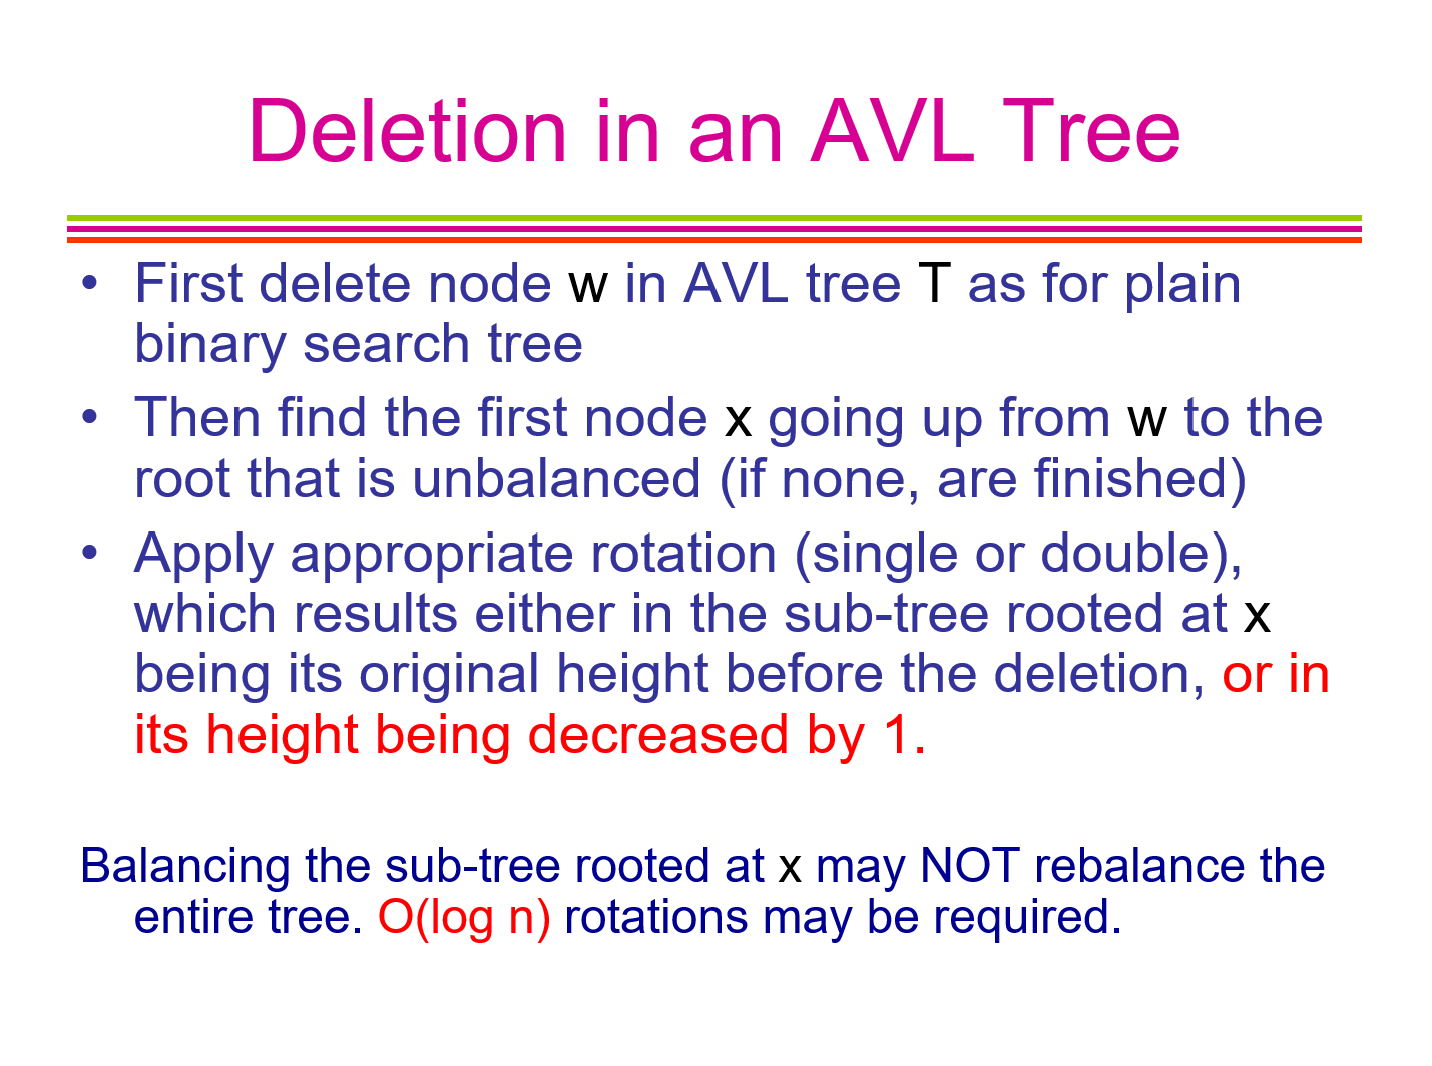 Deletion in an AVL Tree
• First delete node w in AVL tree T as for plain
binary search tree
• Then find the first node x going up from w to the
root that is unbalanced (if none, are finished)
• Apply appropriate rotation (single or double),
which results either in the sub-tree rooted at x
being its original height before the deletion, or in
its height being decreased by 1.
Balancing the sub-tree rooted at x may NOT rebalance the
entire tree. O(log n) rotations may be required.